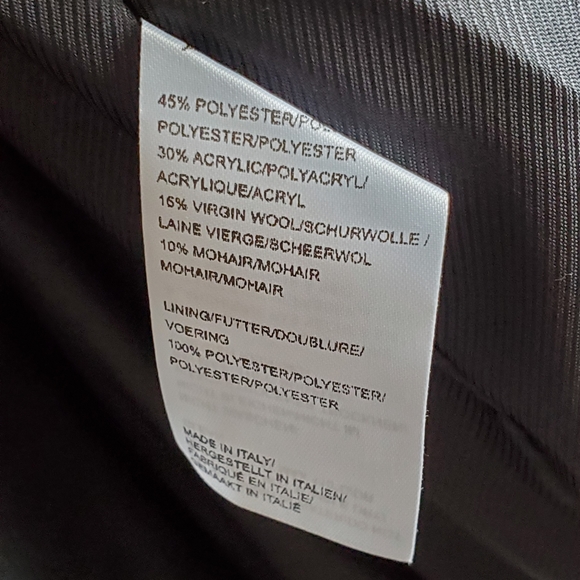 45% POLYESTER/PO
POLYESTER/POLYESTER
30% ACRYLIC/POLYACRYL/
ACRYLIQUE/ACRYL
15% VIRGIN WOOL/SCHURWOLLE /
LAINE VIERGE/SCHEERWOL
10% MOHAIR/MOHAIR
MOHAIR/MOHAIR
LINING/FUTTER/DOUBLURE/
VOERING
100% POLYESTER/POLYESTER/
POLYESTER/POLYESTER
MADE IN ITALY/
HERGESTELLT IN ITALIEN/
FABRIQUÉ EN ITALIE/
GEMAAKT IN ITALIË